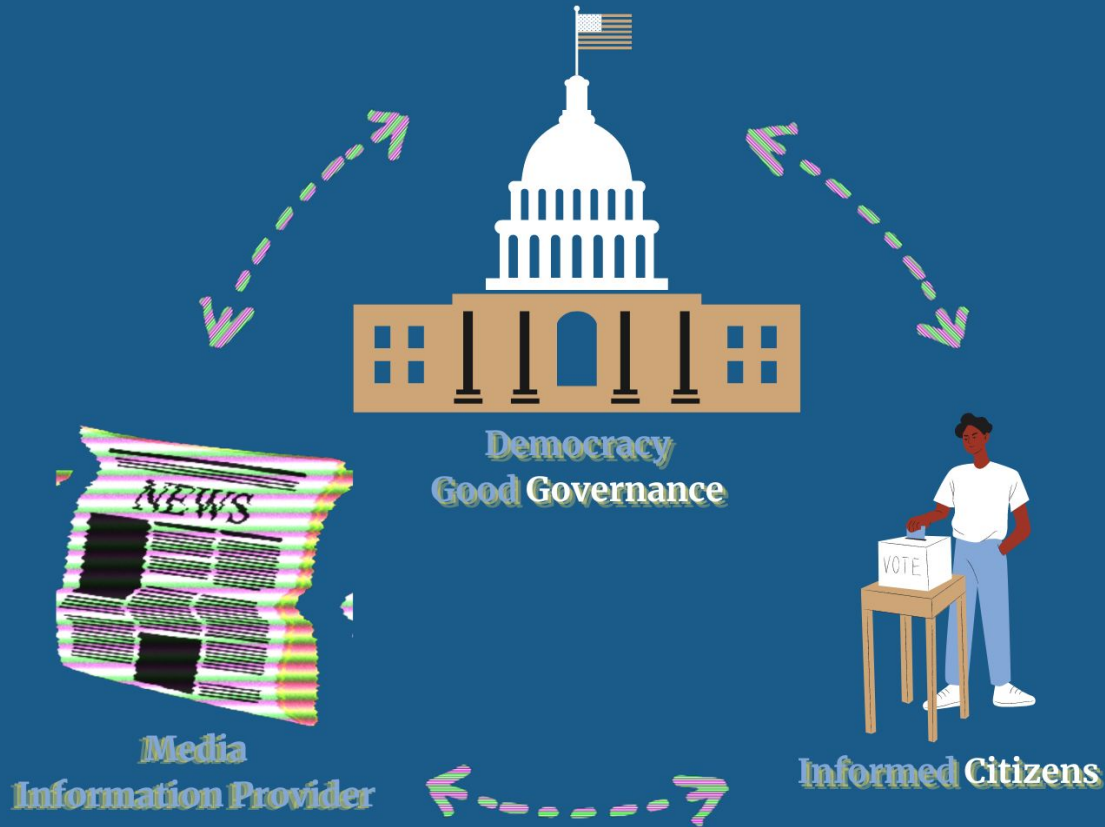 Democracy
Good Governance
NEWS
VOTE
Media
Information Provider
Informed Citizens